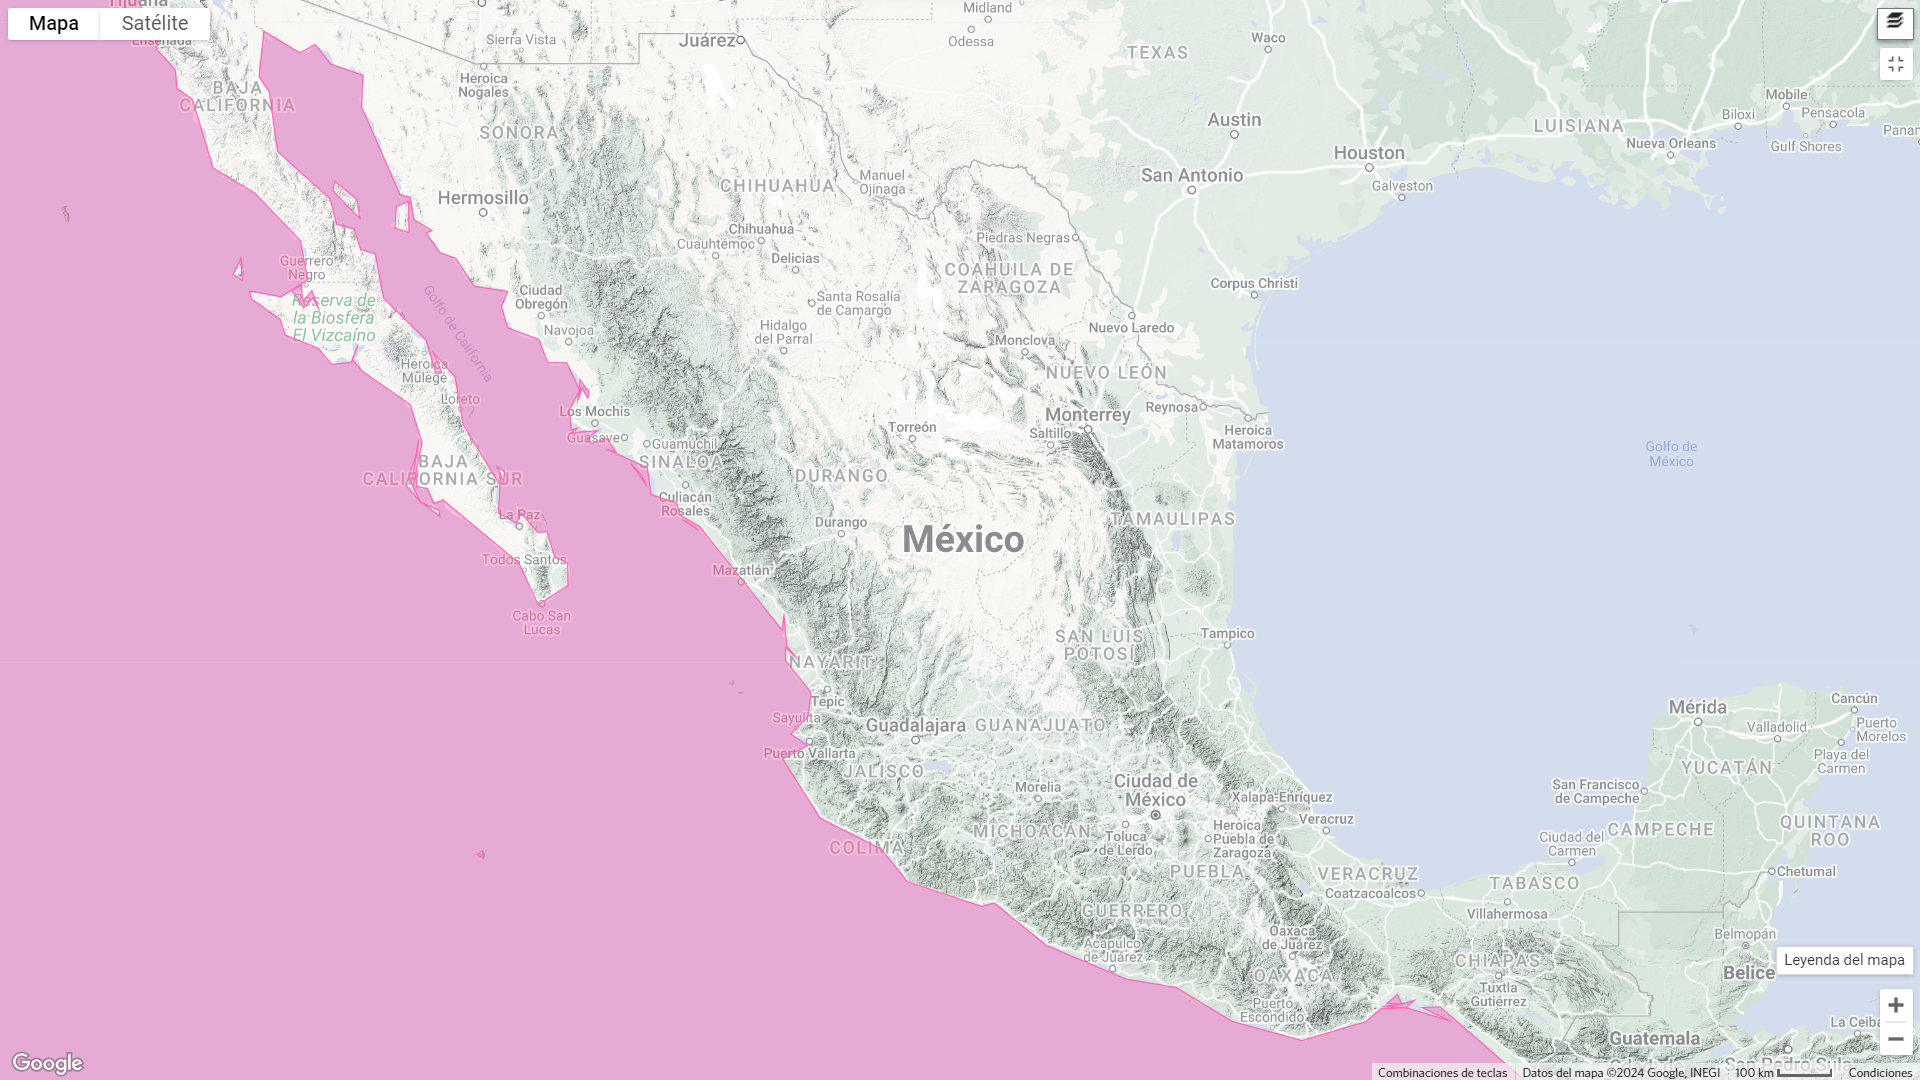 Tijuana
Mapa
Satélite
Ensenada
BAJA
CALIFORNIA
Sierra Vista
Heroica
Nogales
SONORA
Hermosillo
Juárez
Midland
Odessa
TEXAS
Waco
Austin
San Antonio
Houston
Galveston
LUISIANA
Mobile
Biloxi
Pensacola
Nueva Orleans
Gulf Shores
Panam
CHIHUAHUA
Manuel
Ojinaga
Chihuahua
Cuauhtémoc
Delicias
Piedras Negras
COAHUILA DE
ZARAGOZA
Corpus Christi
Guerrero
Negro
Reserva de
la Biosfera
El Vizcaíno
Golfo de California
Ciudad
Obregón
Navojoa
Santa Rosalía
de Camargo
Hidalgo
del Parral
Nuevo Laredo
Monclova
NUEVO LEÓN
Heroica
Mulegé
Loreto
Los Mochis
Guasave
Guamúchil
SINALOA
Torreón
Monterrey
Saltillo
Reynosa
Heroica
Matamoros
Golfo de
México
BAJA
CALIFORNIA SUR
Culiacán
Rosales
DURANGO
Durango
La Paz
Todos Santos
Cabo San
Lucas
Mazatlán
México
TAMAULIPAS
SAN LUIS
POTOSÍ
Tampico
NAYARIT
Tepic
Sayulita
Puerto Vallarta
Guadalajara
GUANAJUATO
JALISCO
COLIMA
Morelia
MICHOACÁN
Ciudad de
México
Toluca
de Lerdo
Xalapa-Enríquez
Veracruz
Heroica
Puebla de
Zaragoza
PUEBLA
GUERRERO
Acapulco
de Juárez
Oaxaca
de Juárez
OAXACA
Puerto
Escondido
VERACRUZ
Coatzacoalcos
TABASCO
Villahermosa
CHIAPAS
Tuxtla
Gutiérrez
Mérida
Cancún
Valladolid
Puerto
Morelos
Playa del
Carmen
YUCATÁN
San Francisco
de Campeche
Ciudad del
Carmen
CAMPECHE
QUINTANA
ROO
Chetumal
Belmopán
Belice
Leyenda del mapa
La Ceiba
Guatemala
San Pedro Sula
Google
Combinaciones de teclas
Datos del mapa ©2024 Google, INEGI
100 km
Condiciones